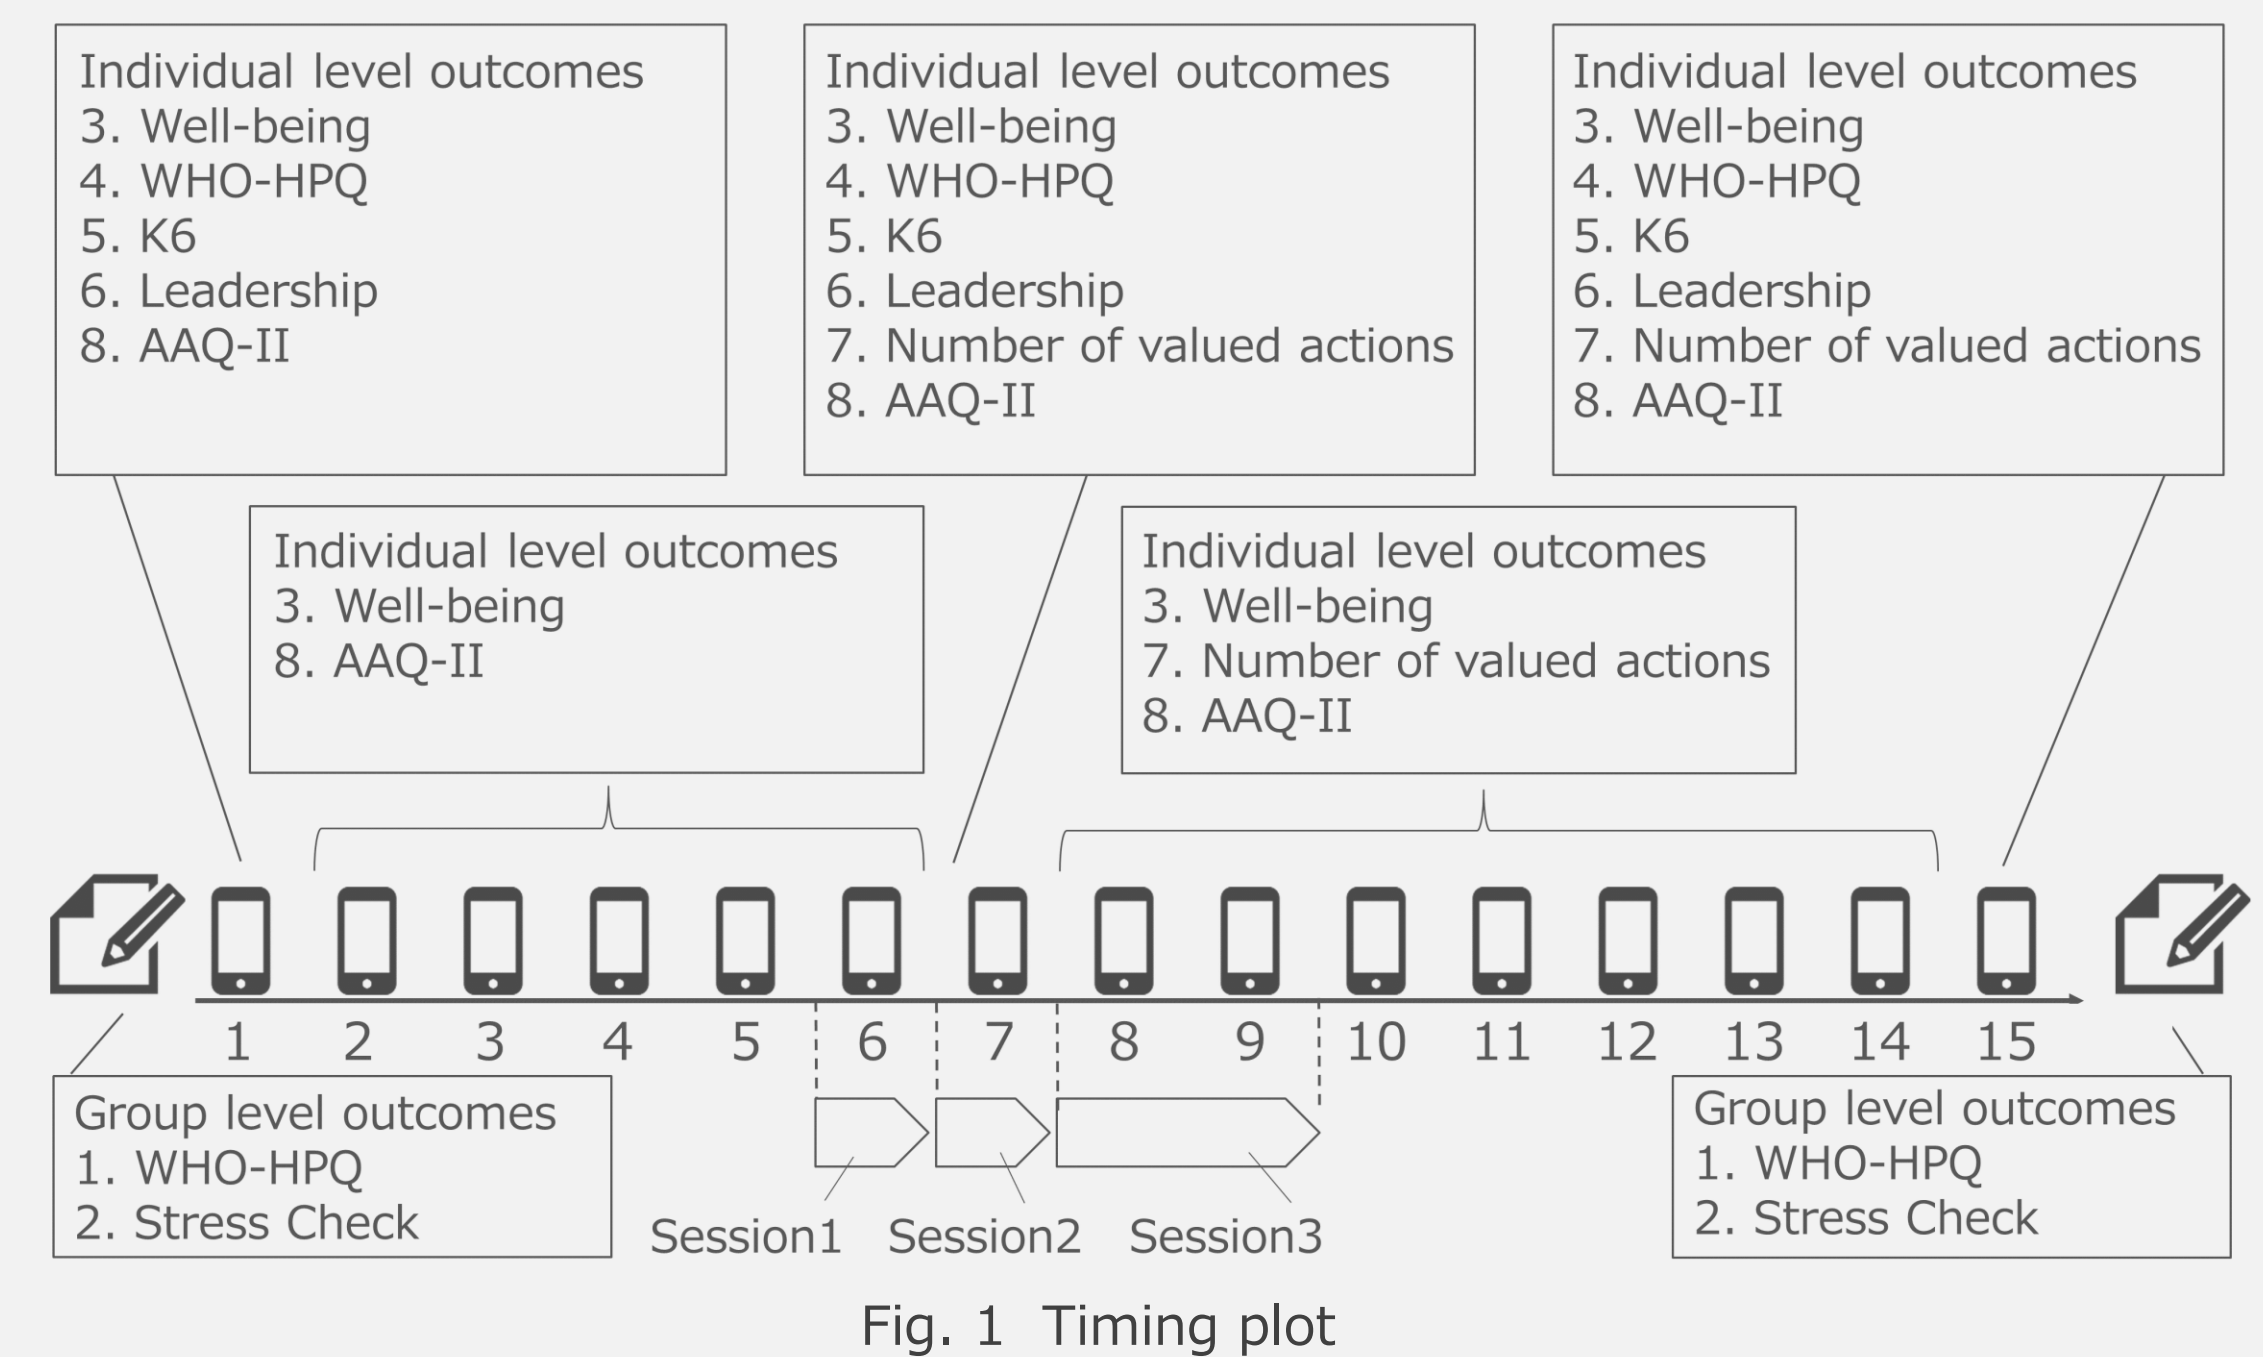 Individual level outcomes
3. Well-being
4. WHO-HPQ
5. K6
6. Leadership
8. AAQ-II
Individual level outcomes
3. Well-being
4. WHO-HPQ
5. K6
6. Leadership
7. Number of valued actions
8. AAQ-II
Individual level outcomes
3. Well-being
4. WHO-HPQ
5. K6
6. Leadership
7. Number of valued actions
8. AAQ-II
Individual level outcomes
3. Well-being
8. AAQ-II
Individual level outcomes
3. Well-being
7. Number of valued actions
8. AAQ-II
1 2 3 4 5 6 7 8 9 10 11 12 13 14 15
Group level outcomes
1. WHO-HPQ
2. Stress Check
Session1 Session2 Session3
Group level outcomes
1. WHO-HPQ
2. Stress Check
Fig. 1 Timing plot